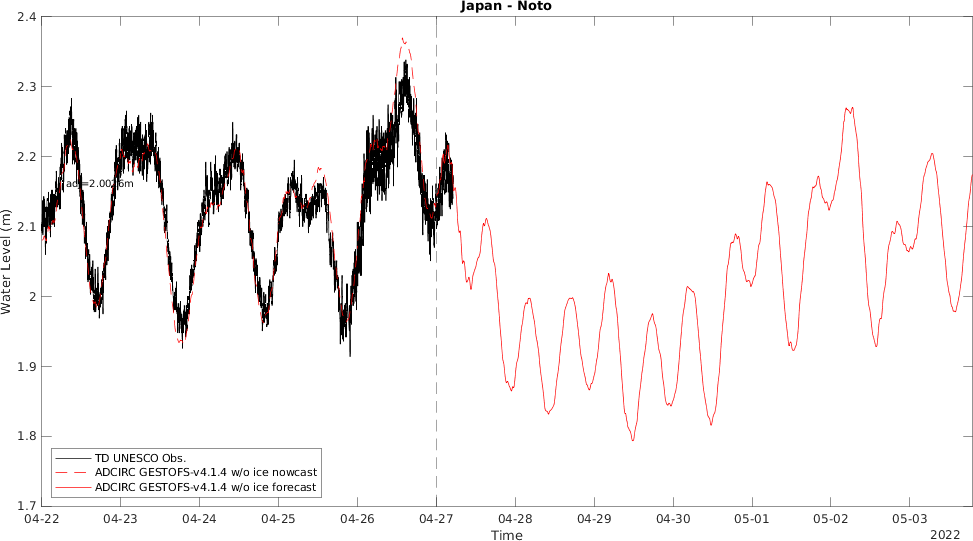 Japan - Noto
2.4
2.3
2.2
2.1
2
1.9
1.8
1.7
Water Level (m)
adj=2.0026m
TD UNESCO Obs.
ADCIRC GESTOFS-v4.1.4 w/o ice nowcast
ADCIRC GESTOFS-v4.1.4 w/o ice forecast
04-22 04-23 04-24 04-25 04-26 04-27 04-28 04-29 04-30 05-01 05-02 05-03
Time
2022